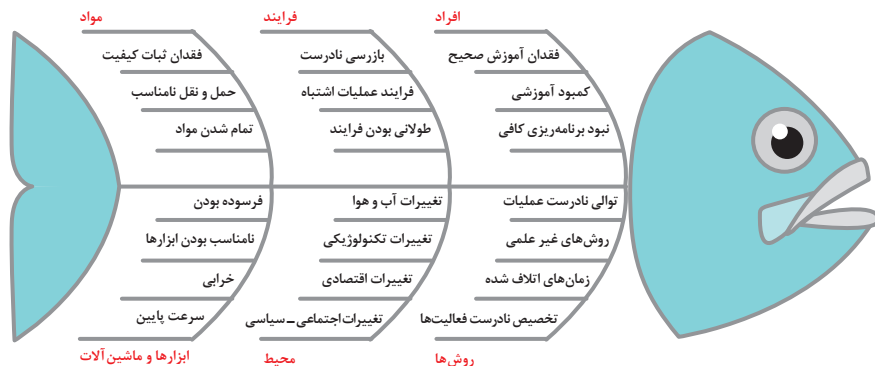 افراد
فقدان آموزش صحیح
کمبود آموزشی
نبود برنامه‌ریزی کافی
فرایند
بازرسی نادرست
فرایند عملیات اشتباه
طولانی بودن فرایند
مواد
فقدان ثبات کیفیت
حمل و نقل نامناسب
تمام شدن مواد
توالی نادرست عملیات
روش‌های غیر علمی
زمان‌های اتلاف شده
تخصیص نادرست فعالیت‌ها
روش‌ها
تغییرات آب و هوا
تغییرات تکنولوژیکی
تغییرات اقتصادی
تغییرات اجتماعی ـ سیاسی
محیط
فرسوده بودن
نامناسب بودن ابزارها
خرابی
سرعت پایین
ابزارها و ماشین آلات